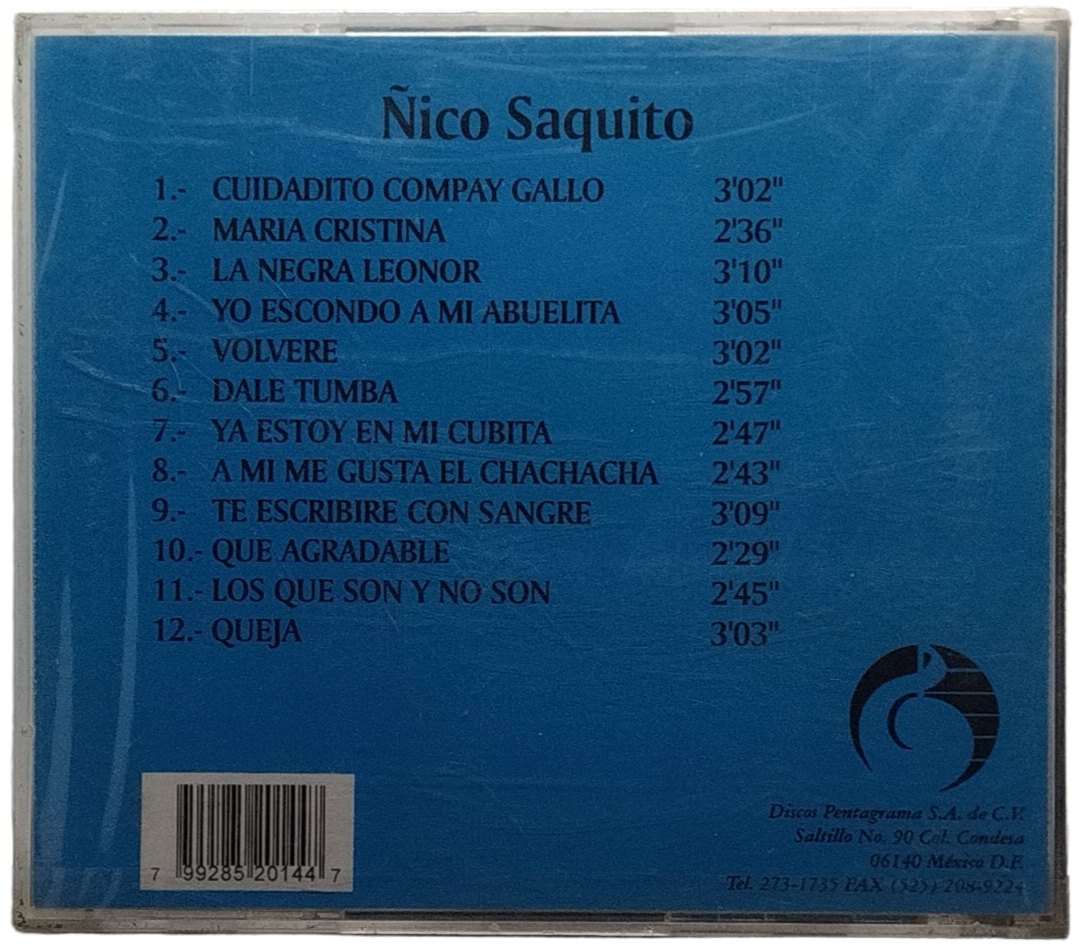 Ñico Saquito
1.- CUIDADITO COMPAY GALLO 3'02"
2.- MARIA CRISTINA 2'36"
3.- LA NEGRA LEONOR 3'10"
4.- YO ESCONDO A MI ABUELITA 3'05"
5.- VOLVERE 3'02"
6.- DALE TUMBA 2'57"
7.- YA ESTOY EN MI CUBITA 2'47"
8.- A MI ME GUSTA EL CHACHACHA 2'43"
9.- TE ESCRIBIRE CON SANGRE 3'09"
10.- QUE AGRADABLE 2'29"
11.- LOS QUE SON Y NO SON 2'45"
12.- QUEJA 3'03"
7 99285 20144 7
Discos Pentagrama S.A. de C.V.
Saltillo No. 90 Col. Condesa
06140 México D.F.
Tel. 273-1735 FAX (525) 208-9224